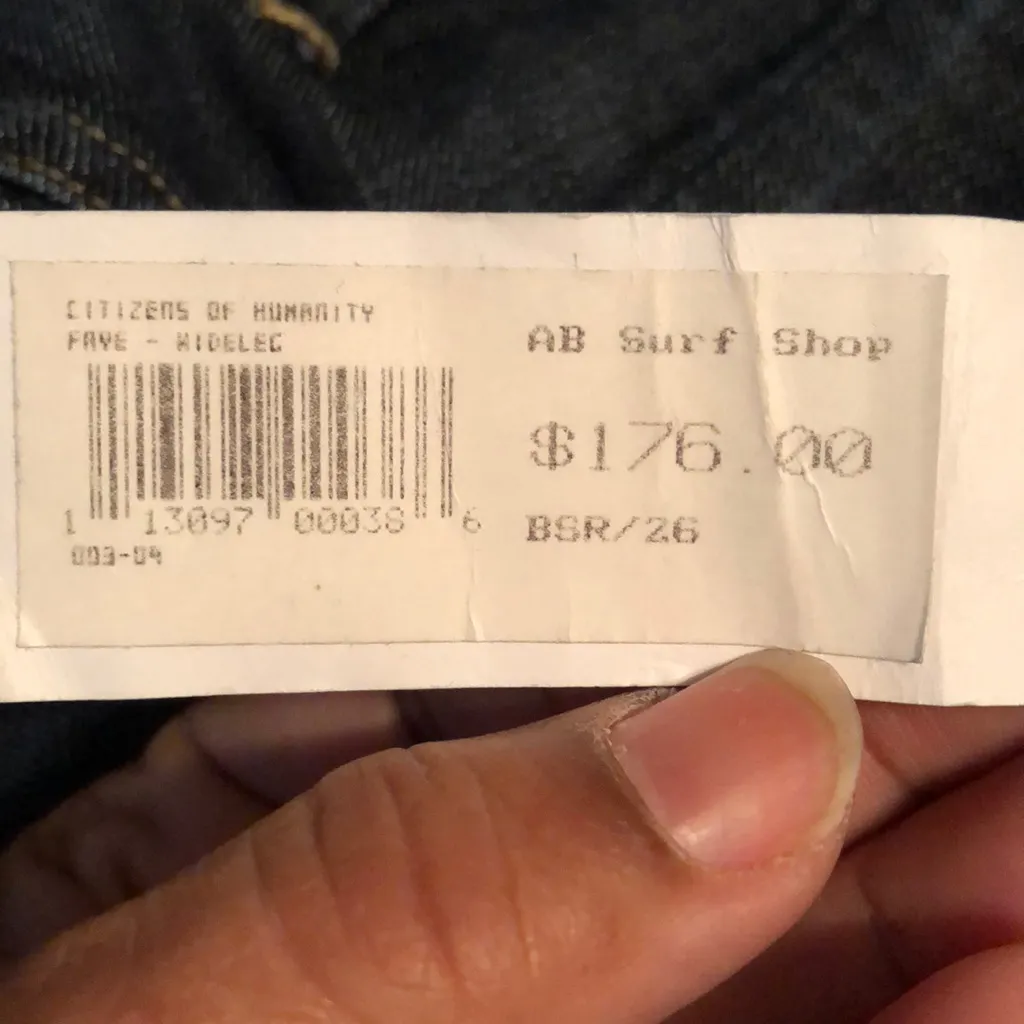 CITIZENS OF HUMANITY
FAYE - WIDELEG
AB Surf Shop
$176.00
1 13097 00038 6
BSR/26
003-04